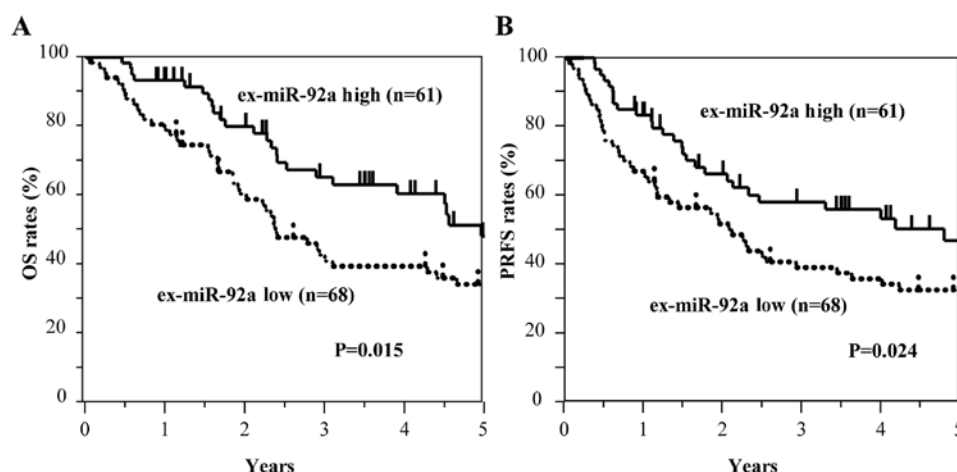 A
OS rates (%)
100
80
60
40
20
0
ex-miR-92a high (n=61)
ex-miR-92a low (n=68)
P=0.015
0 1 2 3 4 5
Years
B
PRFS rates (%)
100
80
60
40
20
0
ex-miR-92a high (n=61)
ex-miR-92a low (n=68)
P=0.024
0 1 2 3 4 5
Years